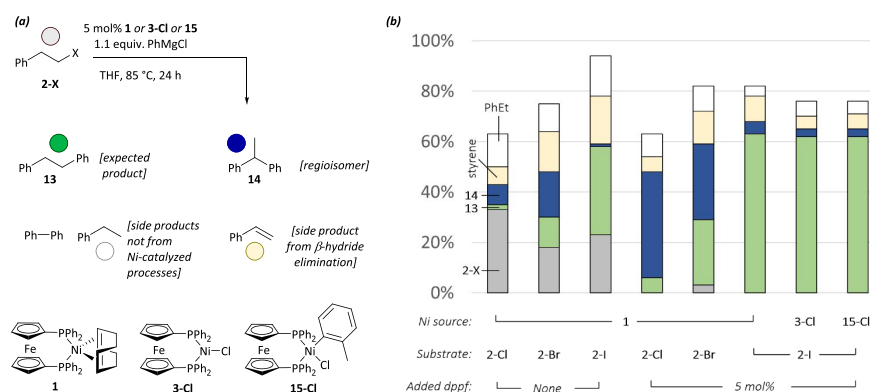 (a)
5 mol% 1 or 3-Cl or 15
1.1 equiv. PhMgCl
Ph
X
2-X
THF, 85 °C, 24 h
Ph
Ph
13
[expected
product]
Ph
Ph
14
[regioisomer]
Ph—Ph
Ph
[side products
not from
Ni-catalyzed
processes]
Ph
[side product
from β-hydride
elimination]
Fe
PPh2
Ni
PPh2
1
Fe
PPh2
Ni—Cl
PPh2
3-Cl
Fe
PPh2
Ni
Cl
PPh2
15-Cl
(b)
100%
80%
60%
40%
20%
0%
PhEt
styrene
14
13
2-X
Ni source:
1
3-Cl
15-Cl
Substrate:
2-Cl
2-Br
2-I
2-Cl
2-Br
2-I
Added dppf:
None
5 mol%